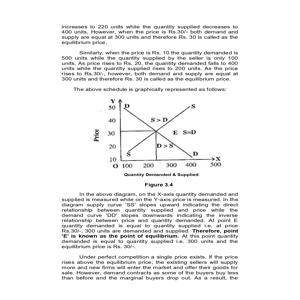 increases to 220 units while the quantity supplied decreases to
400 units. However, when the price is Rs.30/- both demand and
supply are equal at 300 units and therefore Rs. 30 is called as the
equilibrium price.
Similarly, when the price is Rs. 10 the quantity demanded is
500 units while the quantity supplied by the seller is only 100
units. As price rises to Rs. 20, the quantity demanded falls to 400
units while the quantity supplied rises to 200 units. As the price
rises to Rs.30/-, however, both demand and supply are equal at
300 units and therefore Rs. 30 is called as the equilibrium price.
The above schedule is graphically represented as follows:
Y
50
D
S
40
S > D
Price
30
E S=D
20
D > S
10
S
D
O 100 200 300 400 500
X
Quantity Demanded & Supplied
Figure 3.4
In the above diagram, on the X-axis quantity demanded and
supplied is measured while on the Y-axis price is measured. In the
diagram supply curve 'SS' slopes upward indicating the direct
relationship between quantity supplied and price while the
demand curve 'DD' slopes downwards indicating the inverse
relationship between price and quantity demanded. At point E
quantity demanded is equal to quantity supplied i.e. at price
Rs.30/-, 300 units are demanded and supplied. Therefore, point
'E' is known as the point of equilibrium. At this point quantity
demanded is equal to quantity supplied i.e. 300 units and the
equilibrium price is Rs. 30/-.
Under perfect competition a single price exists. If the price
rises above the equilibrium price, the existing sellers will supply
more and new firms will enter the market and offer their goods for
sale. However, demand contracts as some of the buyers buy less
than before and the marginal buyers drop out. As a result, the